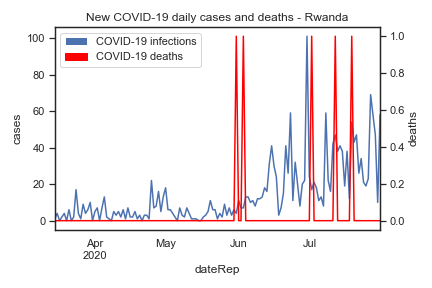 New COVID-19 daily cases and deaths - Rwanda
COVID-19 infections
COVID-19 deaths
100
80
60
40
20
0
cases
1.0
0.8
0.6
0.4
0.2
0.0
deaths
Apr
2020
May
Jun
Jul
dateRep